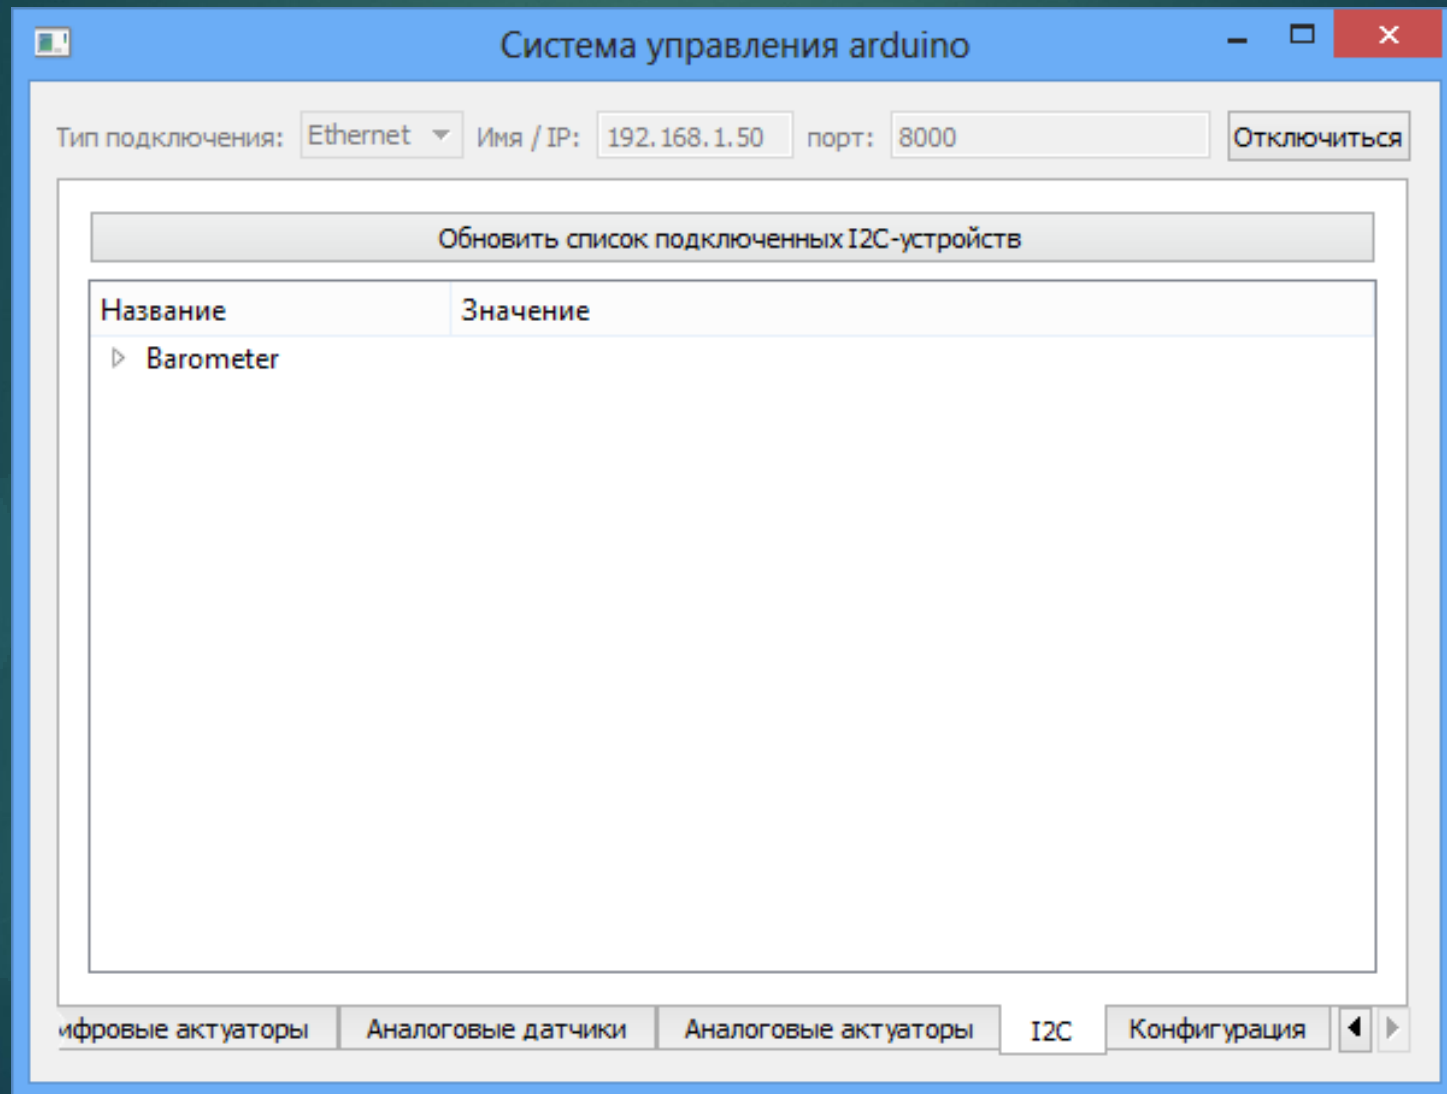 Система управления arduino
Тип подключения: Ethernet Имя / IP: 192.168.1.50 порт: 8000 Отключиться
Обновить список подключенных I2C-устройств
Название Значение
Barometer
ифровые актуаторы Аналоговые датчики Аналоговые актуаторы I2C Конфигурация